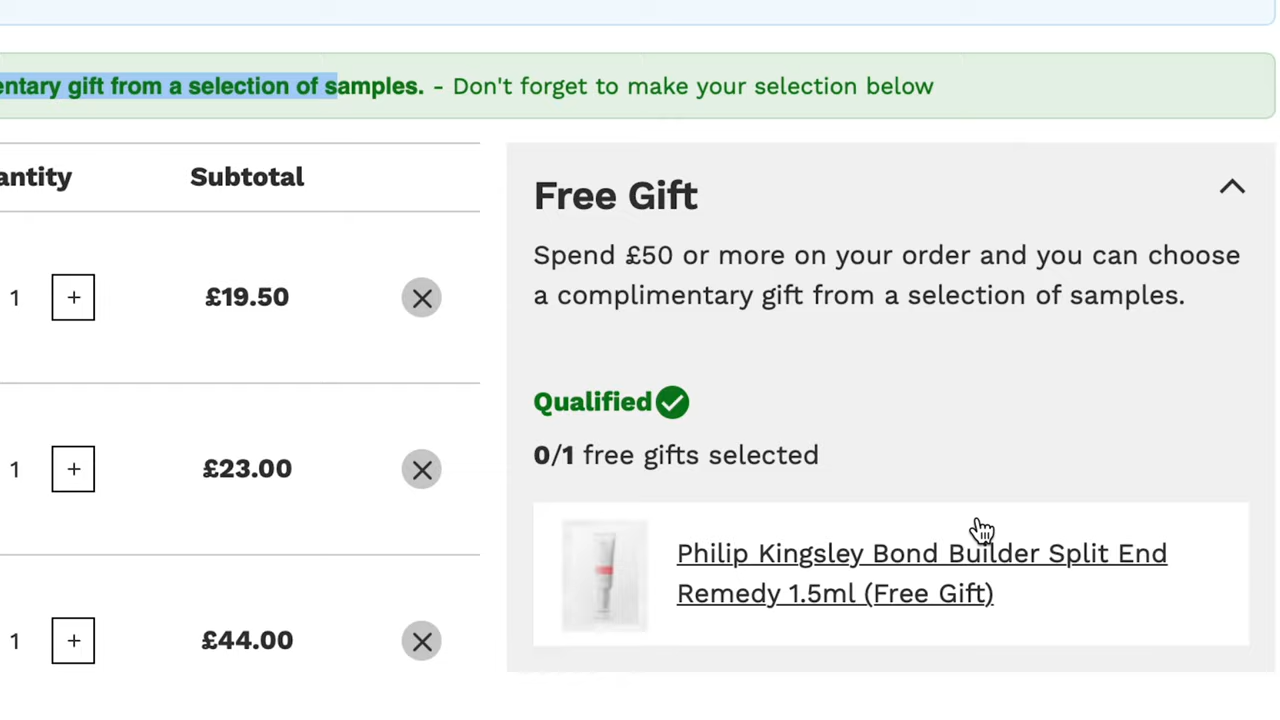 entary gift from a selection of samples. - Don't forget to make your selection below
antity
Subtotal
1
+
£19.50
1
+
£23.00
1
+
£44.00
Free Gift
Spend £50 or more on your order and you can choose
a complimentary gift from a selection of samples.
Qualified
0/1 free gifts selected
Philip Kingsley Bond Builder Split End
Remedy 1.5ml (Free Gift)